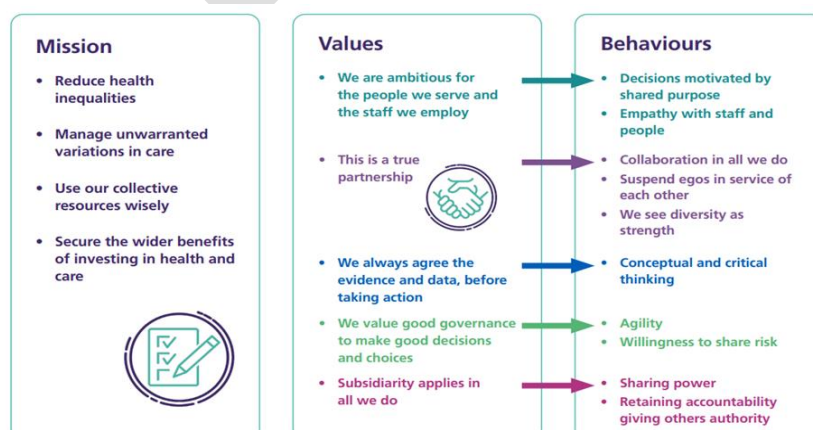 Mission
• Reduce health
inequalities
• Manage unwarranted
variations in care
• Use our collective
resources wisely
• Secure the wider benefits
of investing in health and
care
Values
• We are ambitious for
the people we serve and
the staff we employ
• This is a true
partnership
• We always agree the
evidence and data, before
taking action
• We value good governance
to make good decisions
and choices
• Subsidiarity applies in
all we do
Behaviours
• Decisions motivated by
shared purpose
• Empathy with staff and
people
• Collaboration in all we do
• Suspend egos in service of
each other
• We see diversity as
strength
• Conceptual and critical
thinking
• Agility
• Willingness to share risk
• Sharing power
• Retaining accountability
giving others authority